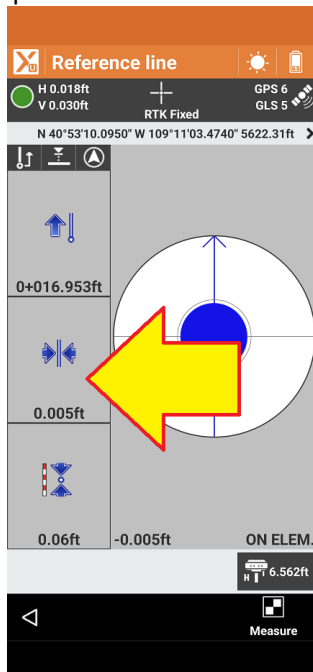 Reference line
H 0.018ft
V 0.030ft
RTK Fixed
GPS 6
GLS 5
N 40°53'10.0950" W 109°11'03.4740" 5622.31ft
0+016.953ft
0.005ft
0.06ft
-0.005ft
ON ELEM.
H 6.562ft
Measure